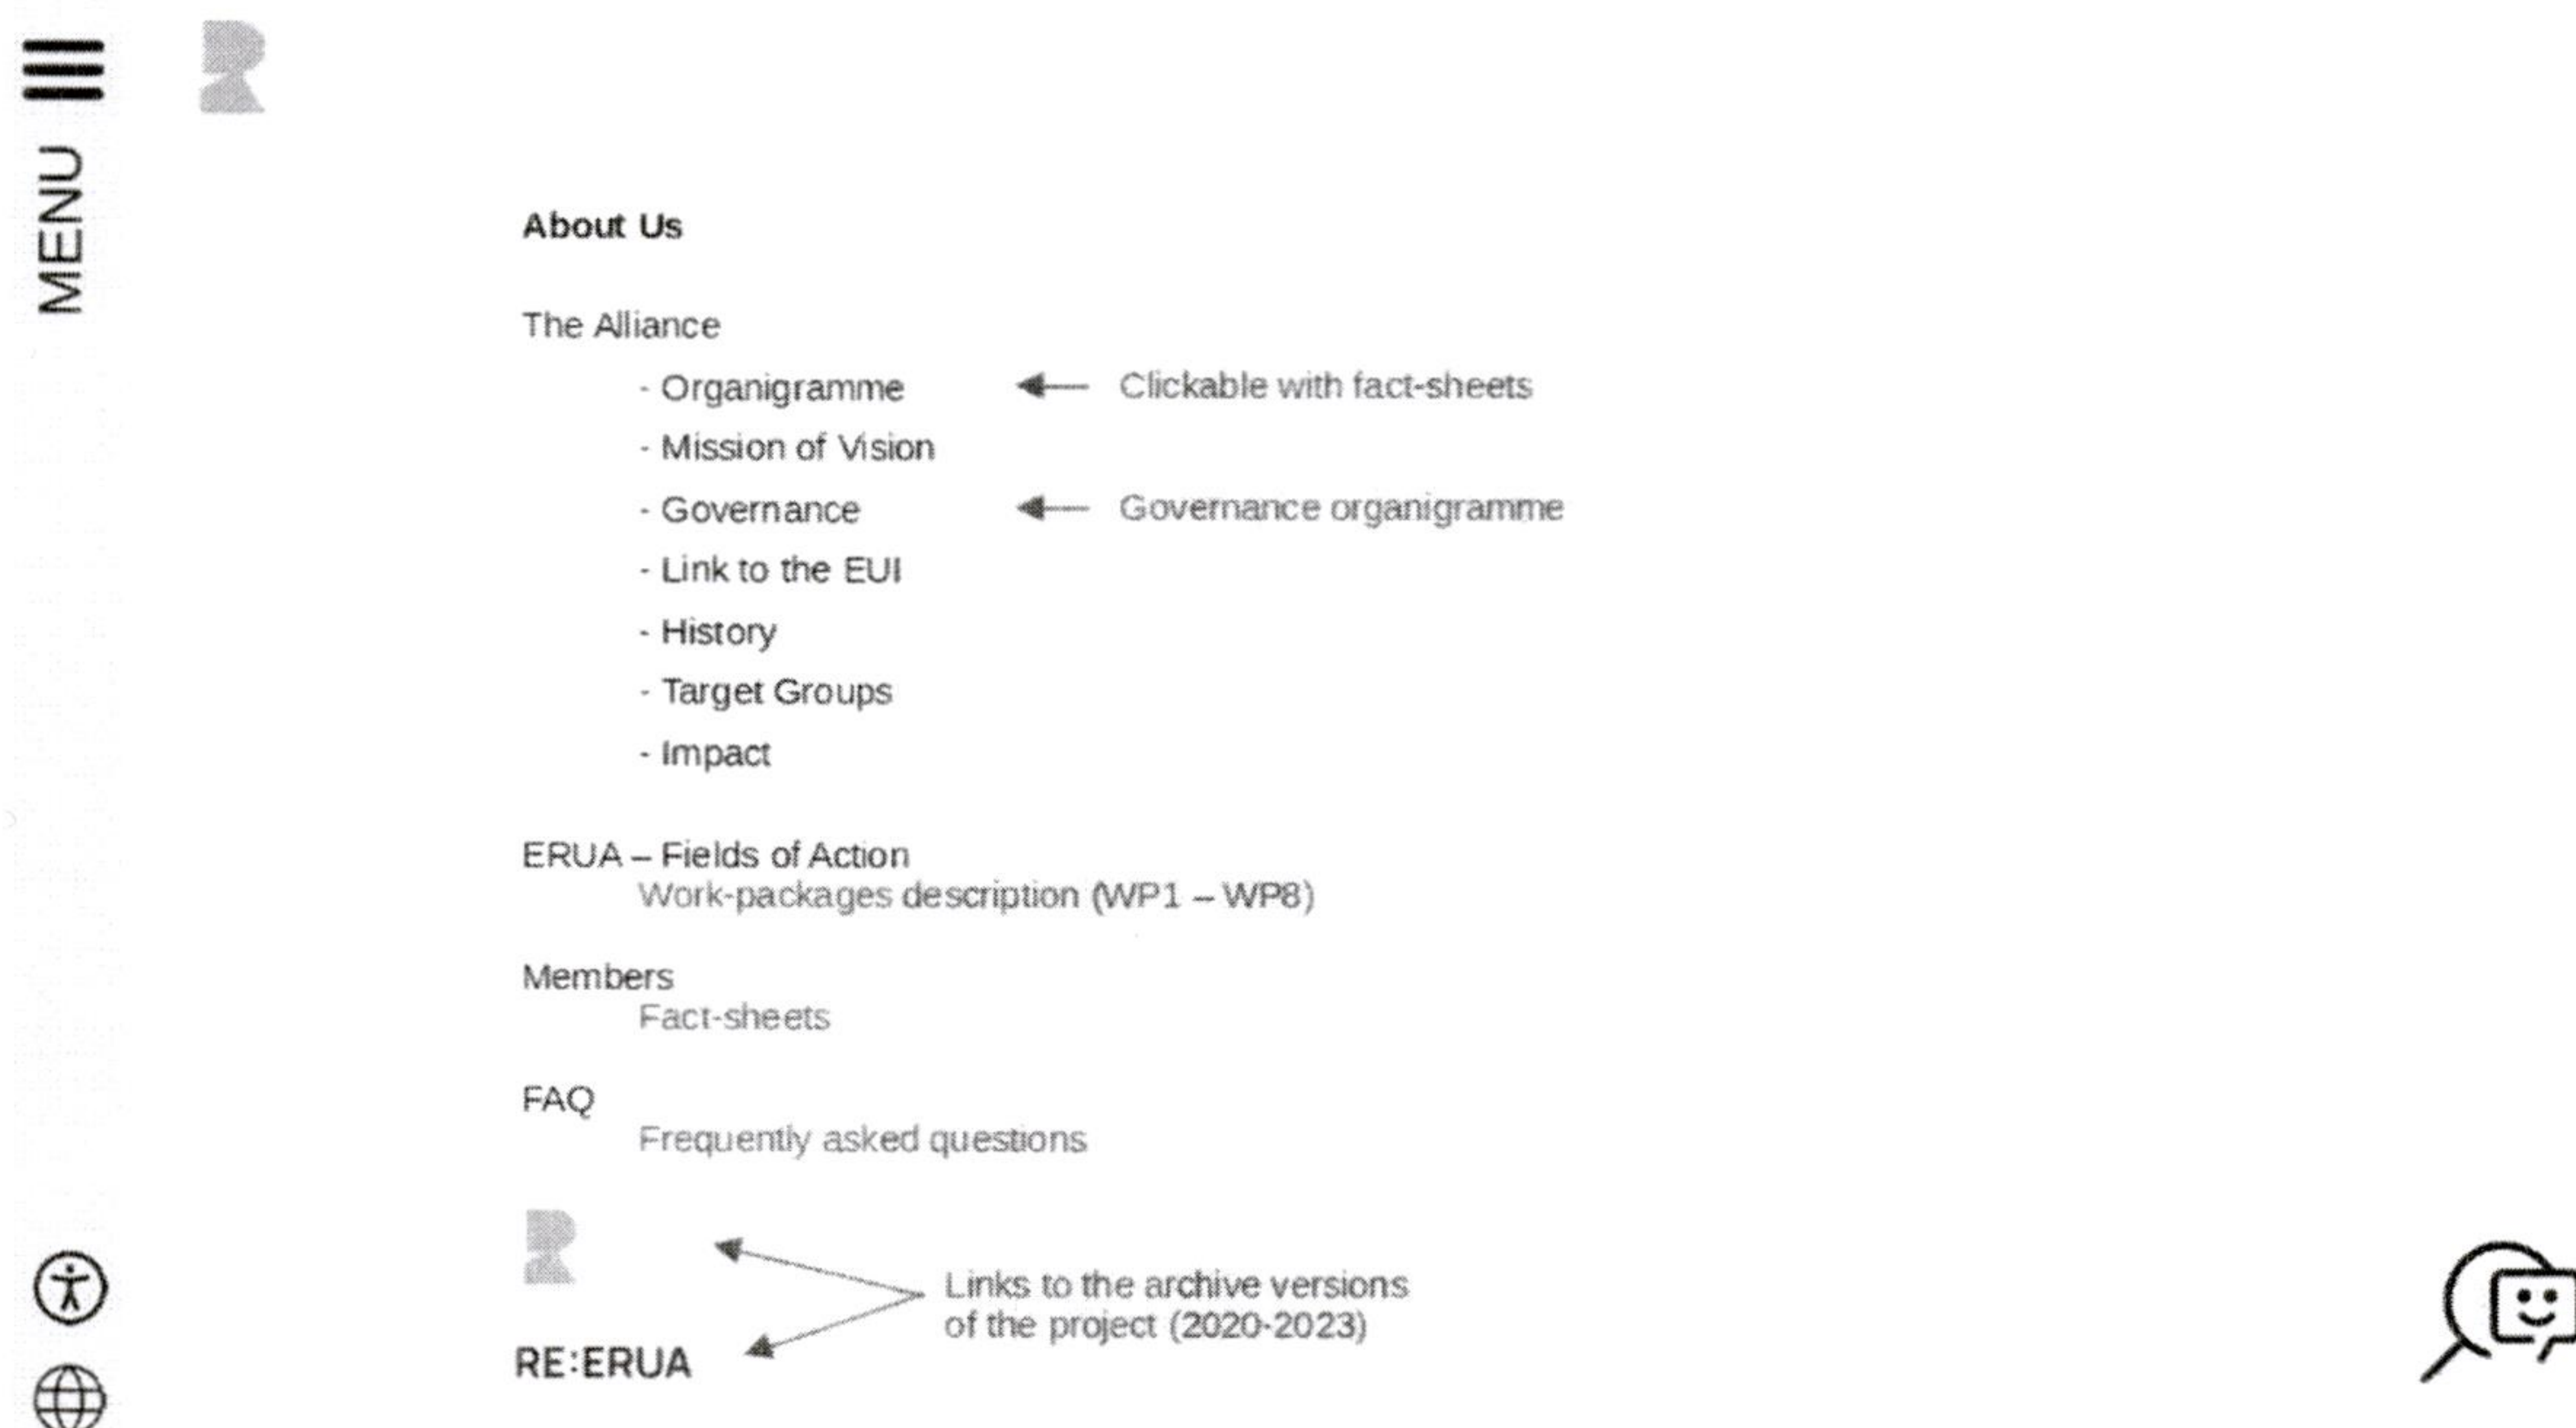 MENU
About Us
The Alliance
- Organigramme
Clickable with fact-sheets
- Mission of Vision
- Governance
Governance organigramme
- Link to the EUI
- History
- Target Groups
- Impact
ERUA – Fields of Action
Work-packages description (WP1 – WP8)
Members
Fact-sheets
FAQ
Frequently asked questions
Links to the archive versions
of the project (2020-2023)
RE:ERUA